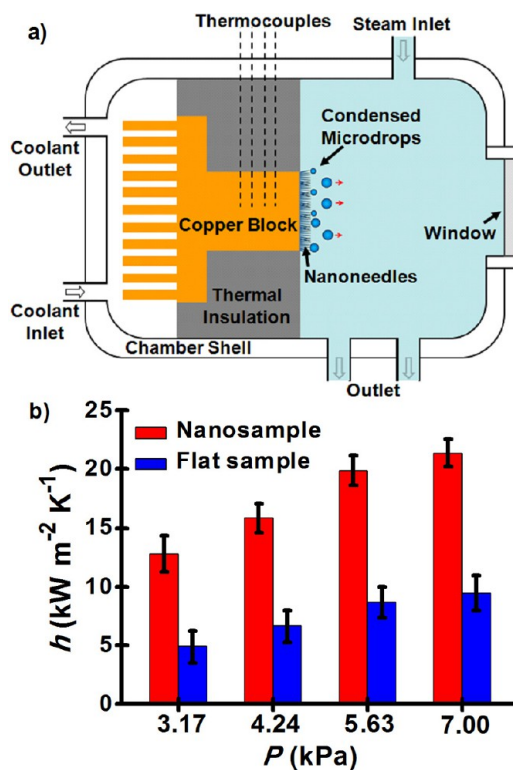 a)
Thermocouples
Steam Inlet
Condensed
Microdrops
Coolant
Outlet
Copper Block
Window
Nanoneedles
Thermal
Insulation
Coolant
Inlet
Chamber Shell
Outlet
b)
25
20
15
10
5
0
h (kW m⁻² K⁻¹)
Nanosample
Flat sample
3.17 4.24 5.63 7.00
P (kPa)